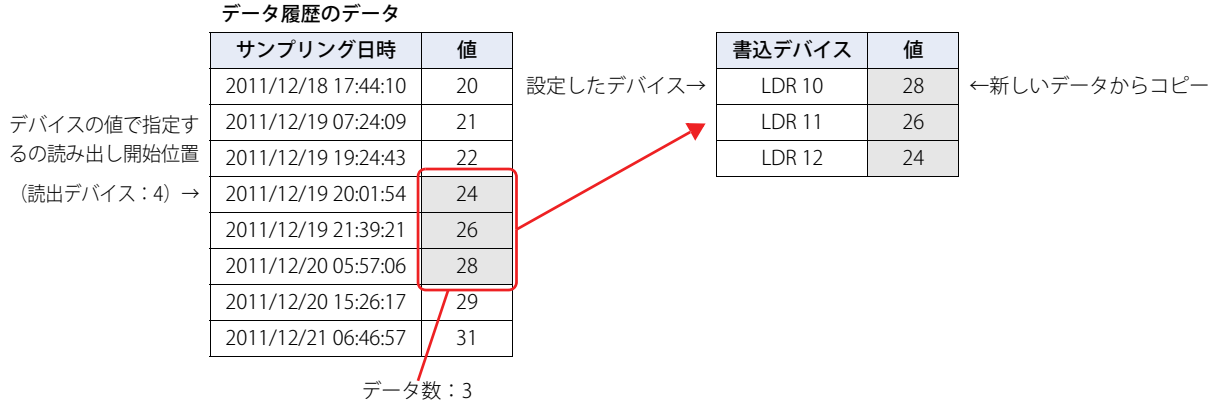 データ履歴のデータ
サンプリング日時 値
2011/12/18 17:44:10 20
2011/12/19 07:24:09 21
2011/12/19 19:24:43 22
2011/12/19 20:01:54 24
2011/12/19 21:39:21 26
2011/12/20 05:57:06 28
2011/12/20 15:26:17 29
2011/12/21 06:46:57 31
デバイスの値で指定す
るの読み出し開始位置
（読出デバイス：4）→
データ数：3
書込デバイス 値
設定したデバイス→ LDR 10 28 ←新しいデータからコピー
LDR 11 26
LDR 12 24